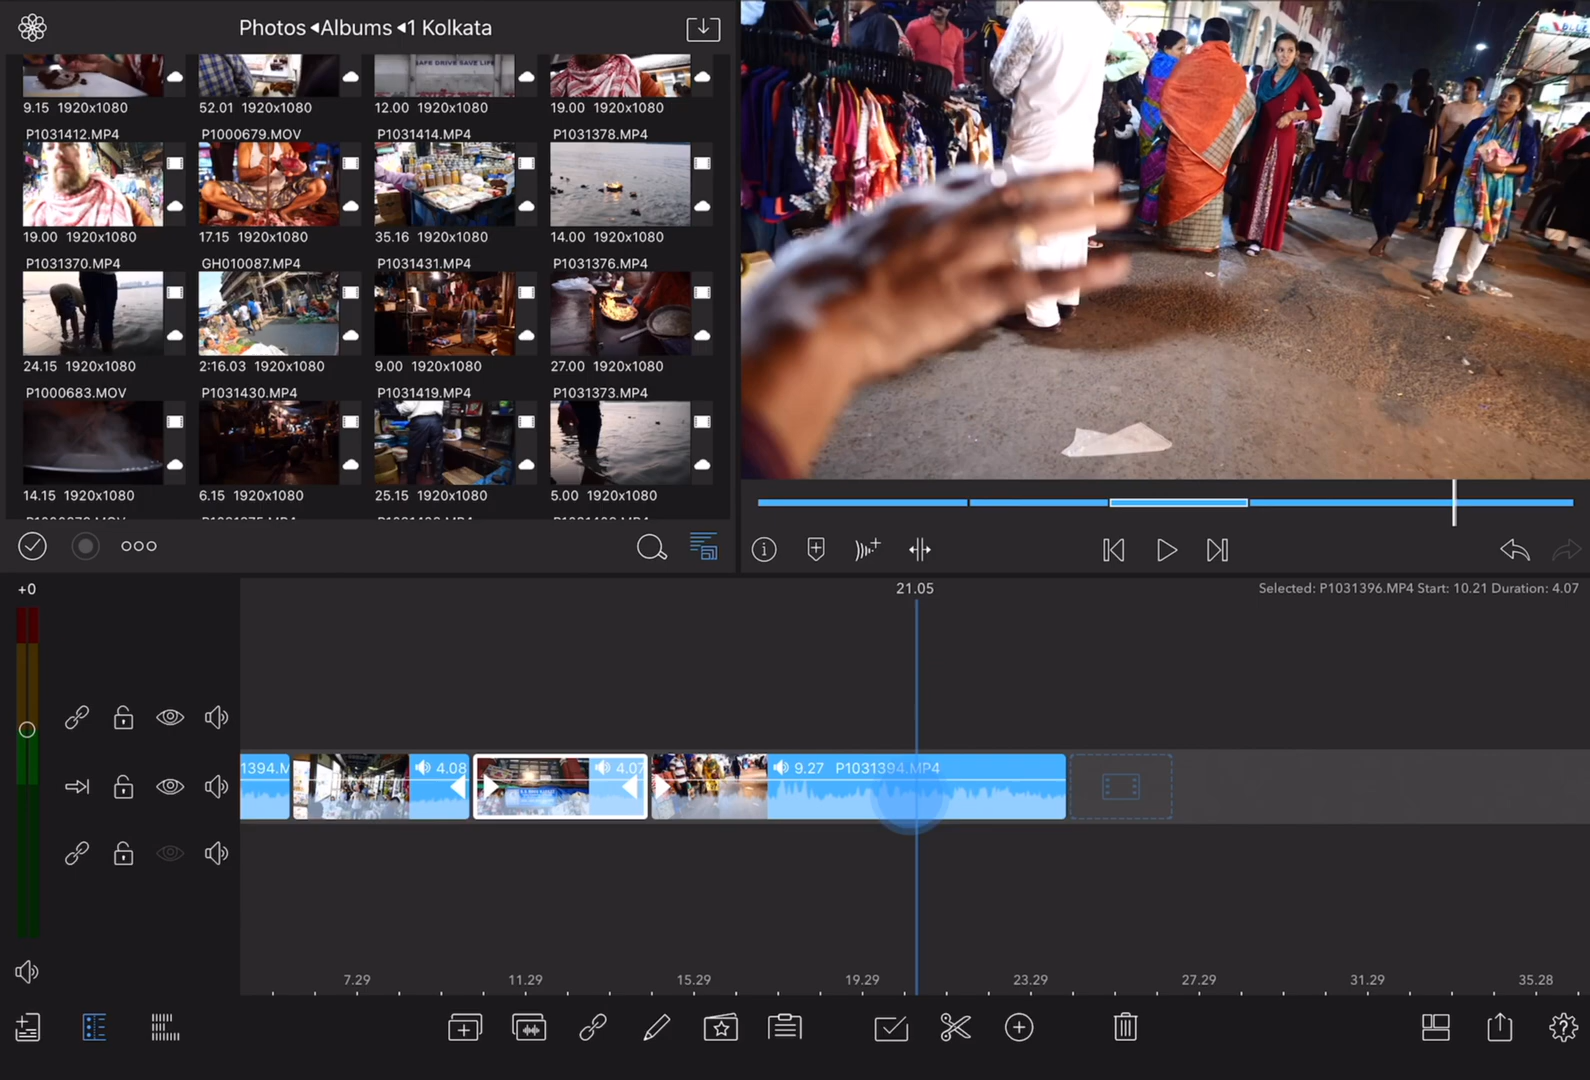 Photos ◂Albums ◂1 Kolkata
SAFE DRIVE SAVE LIFE
9.15 1920x1080
52.01 1920x1080
12.00 1920x1080
19.00 1920x1080
P1031412.MP4
P1000679.MOV
P1031414.MP4
P1031378.MP4
19.00 1920x1080
17.15 1920x1080
35.16 1920x1080
14.00 1920x1080
P1031370.MP4
GH010087.MP4
P1031431.MP4
P1031376.MP4
24.15 1920x1080
2:16.03 1920x1080
9.00 1920x1080
27.00 1920x1080
P1000683.MOV
P1031430.MP4
P1031419.MP4
P1031373.MP4
14.15 1920x1080
6.15 1920x1080
25.15 1920x1080
5.00 1920x1080
+0
21.05
Selected: P1031396.MP4 Start: 10.21 Duration: 4.07
1394.M
4.08
4.07
9.27 P1031394.MP4
7.29
11.29
15.29
19.29
23.29
27.29
31.29
35.28